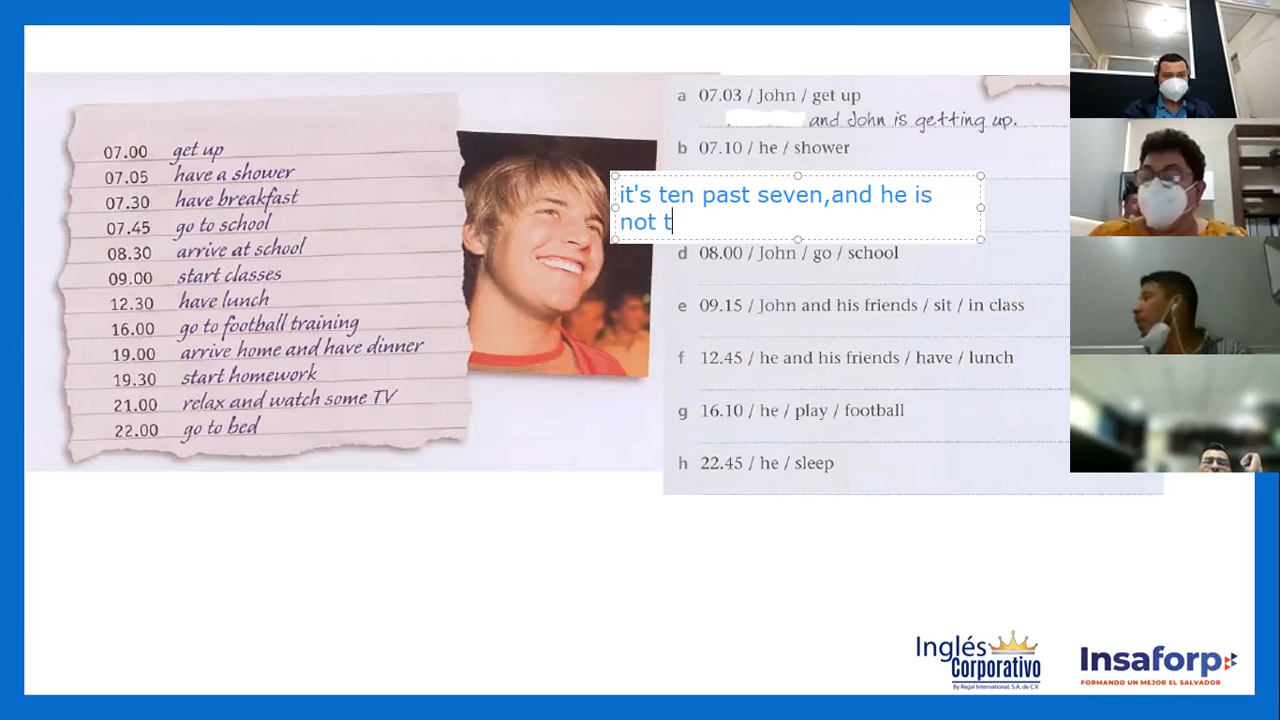 07.00 get up
07.05 have a shower
07.30 have breakfast
07.45 go to school
08.30 arrive at school
09.00 start classes
12.30 have lunch
16.00 go to football training
19.00 arrive home and have dinner
19.30 start homework
21.00 relax and watch some TV
22.00 go to bed
a 07.03 / John / get up
and John is getting up.
b 07.10 / he / shower
it's ten past seven,and he is
not t
d 08.00 / John / go / school
e 09.15 / John and his friends / sit / in class
f 12.45 / he and his friends / have / lunch
g 16.10 / he / play / football
h 22.45 / he / sleep
Inglés
Corporativo
By Regal International, S.A. de C.V.
Insaforp
FORMANDO UN MEJOR EL SALVADOR